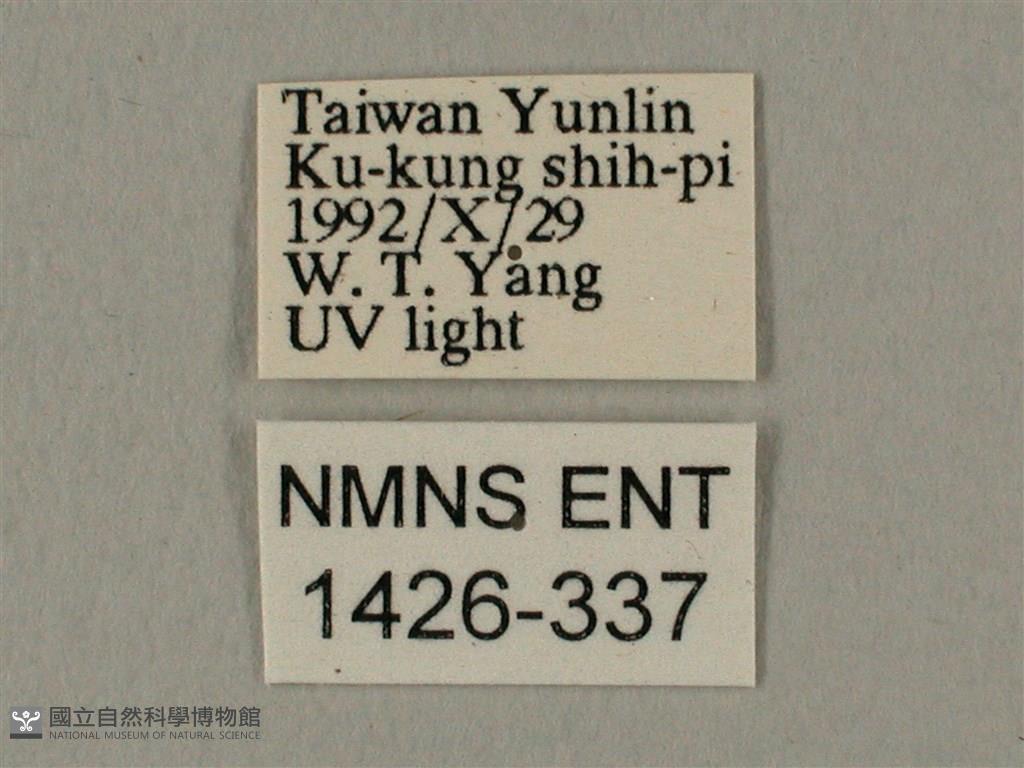 Taiwan Yunlin
Ku-kung shih-pi
1992/X/29
W. T. Yang
UV light
NMNS ENT
1426-337
國立自然科學博物館
NATIONAL MUSEUM OF NATURAL SCIENCE